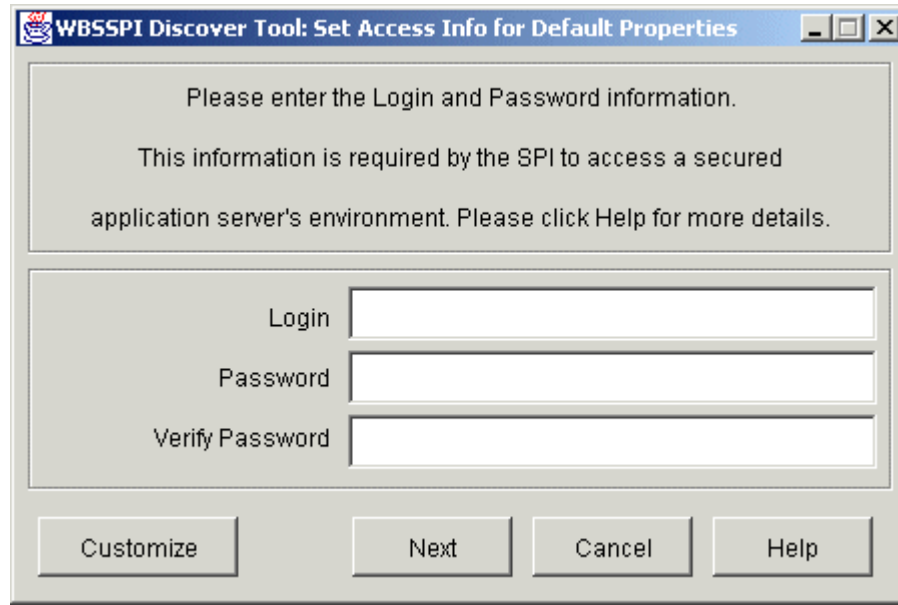 WBSSPI Discover Tool: Set Access Info for Default Properties
Please enter the Login and Password information.
This information is required by the SPI to access a secured
application server's environment. Please click Help for more details.
Login
Password
Verify Password
Customize
Next
Cancel
Help